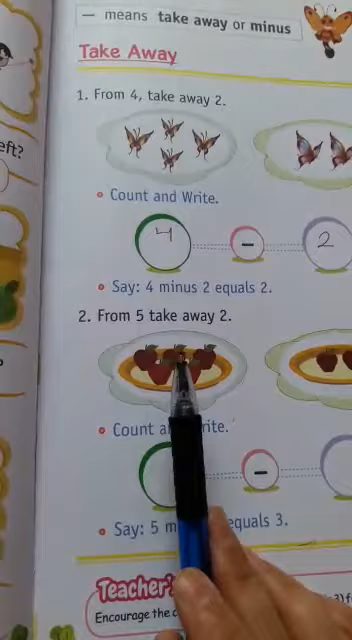 — means take away or minus
Take Away
eft?
1. From 4, take away 2.
Count and Write.
4 - 2
Say: 4 minus 2 equals 2.
2. From 5 take away 2.
Count a rite.
-
Say: 5 m equals 3.
Teacher's
Encourage the